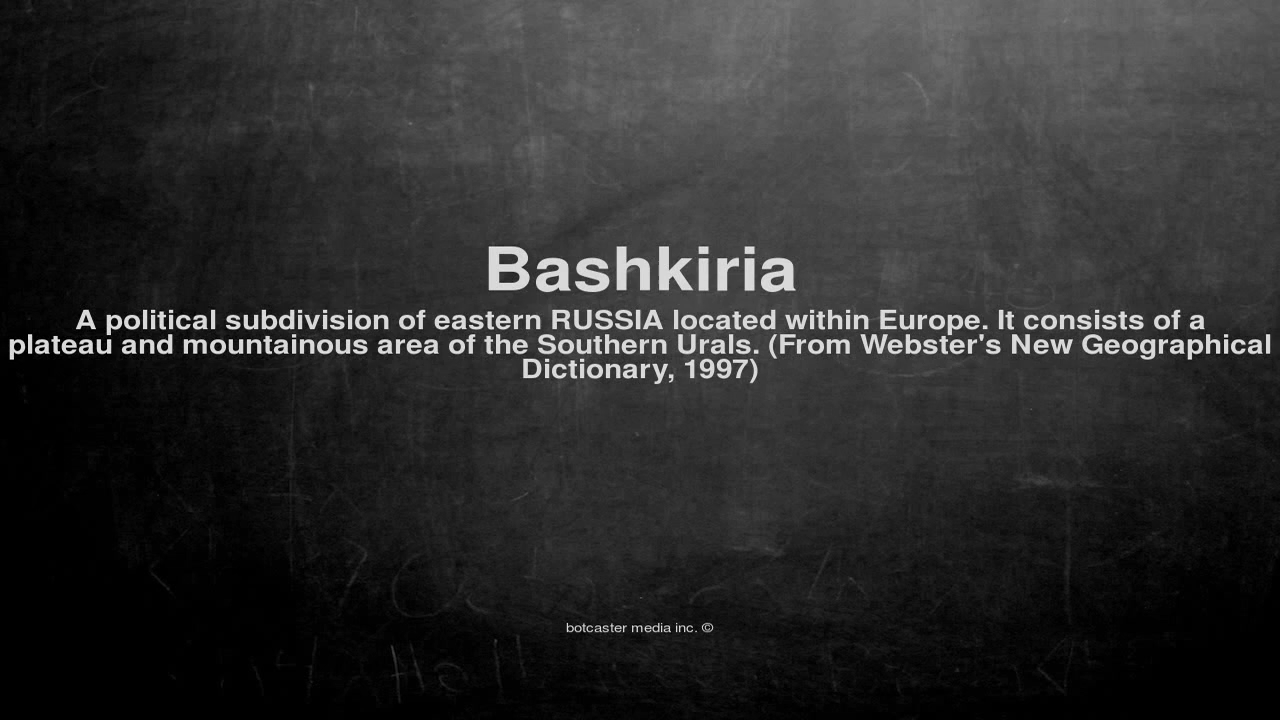 Bashkiria
A political subdivision of eastern RUSSIA located within Europe. It consists of a
plateau and mountainous area of the Southern Urals. (From Webster's New Geographical
Dictionary, 1997)
botcaster media inc. ©